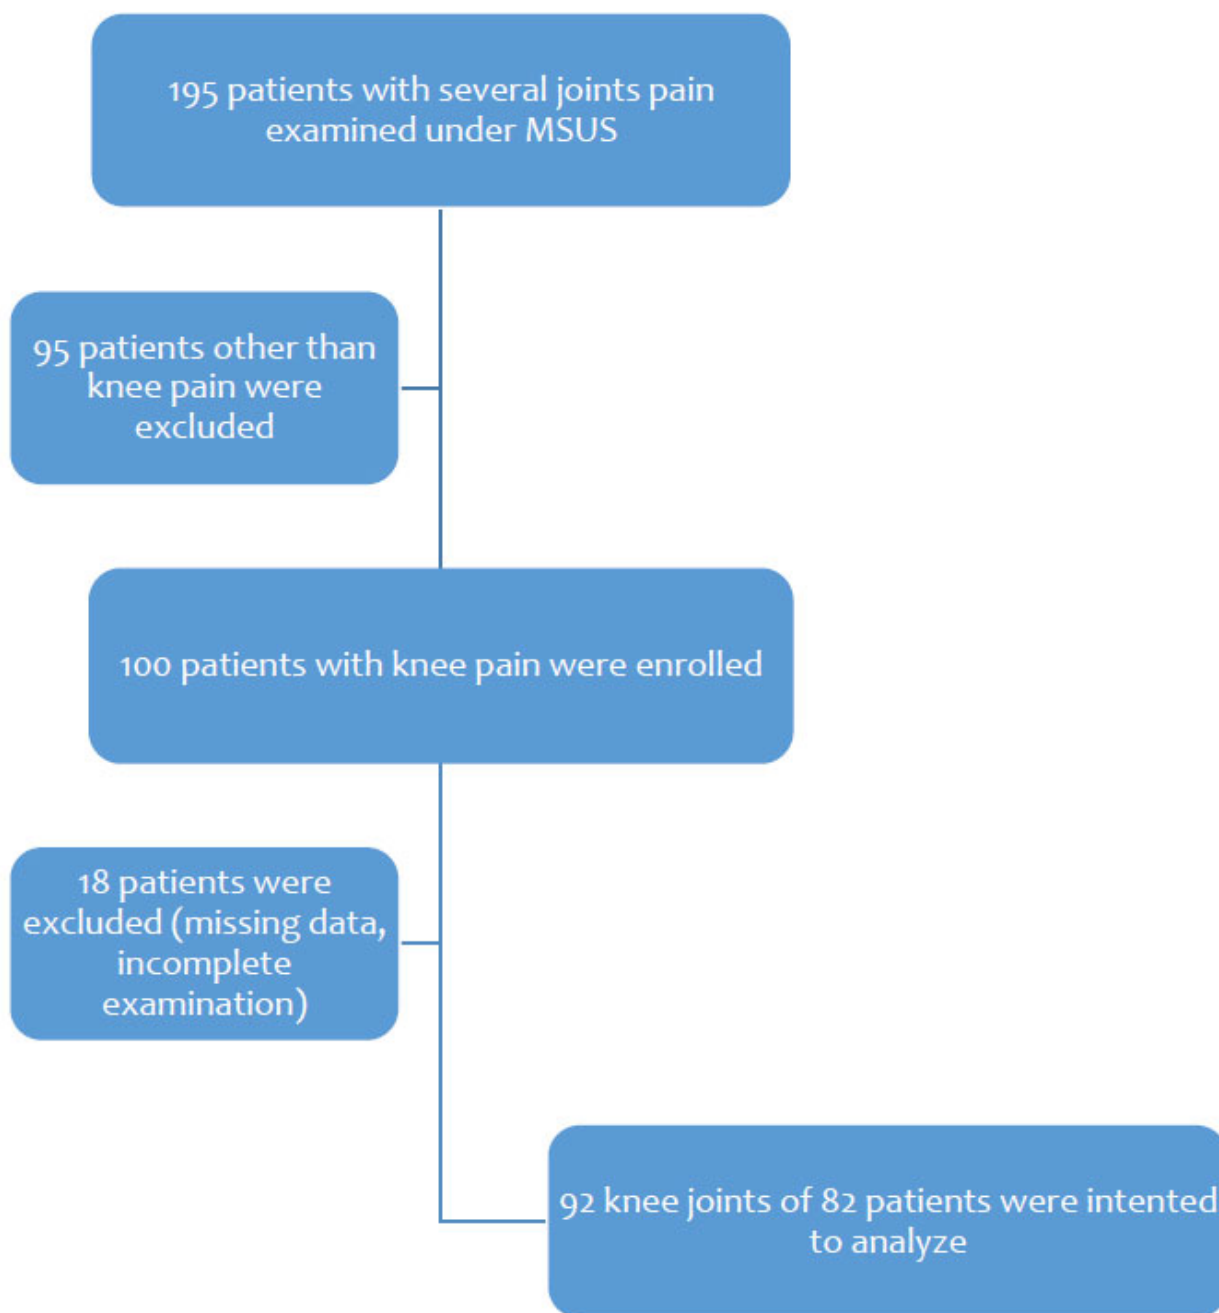 195 patients with several joints pain
examined under MSUS
95 patients other than
knee pain were
excluded
100 patients with knee pain were enrolled
18 patients were
excluded (missing data,
incomplete
examination)
92 knee joints of 82 patients were intented
to analyze